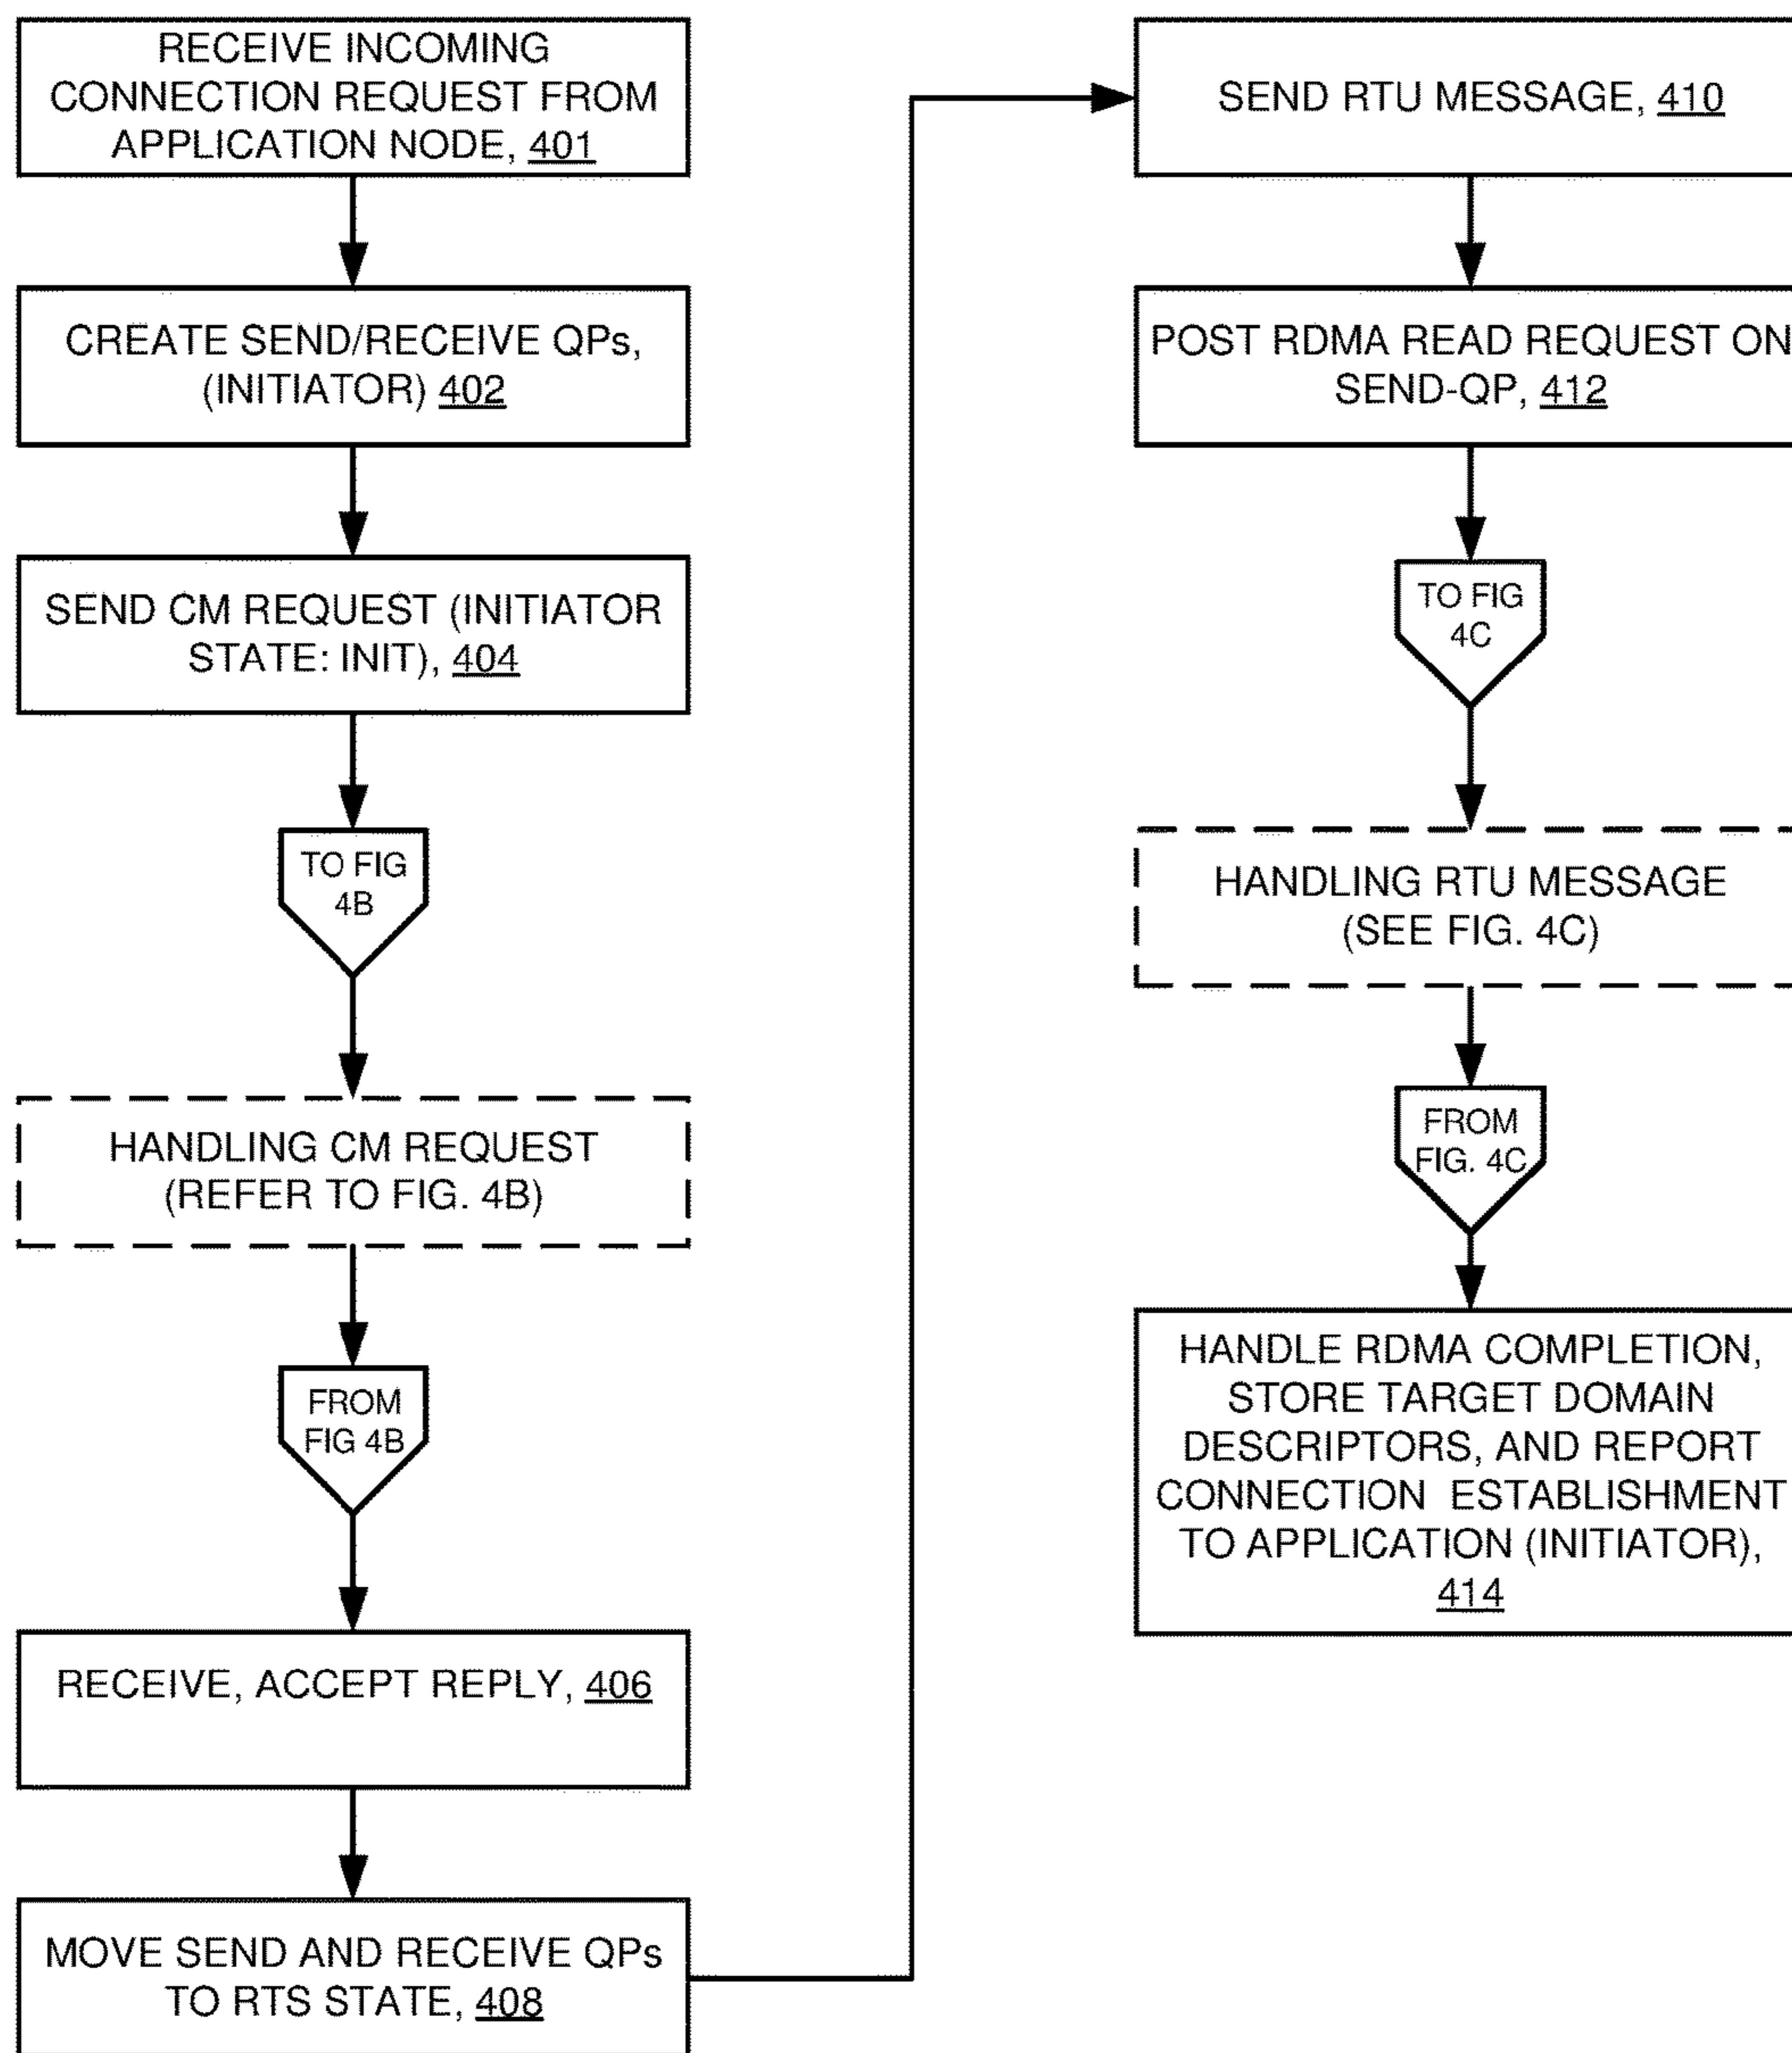 RECEIVE INCOMING
CONNECTION REQUEST FROM
APPLICATION NODE, 401
CREATE SEND/RECEIVE QPs,
(INITIATOR) 402
SEND CM REQUEST (INITIATOR
STATE: INIT), 404
TO FIG
4B
HANDLING CM REQUEST
(REFER TO FIG. 4B)
FROM
FIG 4B
RECEIVE, ACCEPT REPLY, 406
MOVE SEND AND RECEIVE QPs
TO RTS STATE, 408
SEND RTU MESSAGE, 410
POST RDMA READ REQUEST ON
SEND-QP, 412
TO FIG
4C
HANDLING RTU MESSAGE
(SEE FIG. 4C)
FROM
FIG. 4C
HANDLE RDMA COMPLETION,
STORE TARGET DOMAIN
DESCRIPTORS, AND REPORT
CONNECTION ESTABLISHMENT
TO APPLICATION (INITIATOR),
414